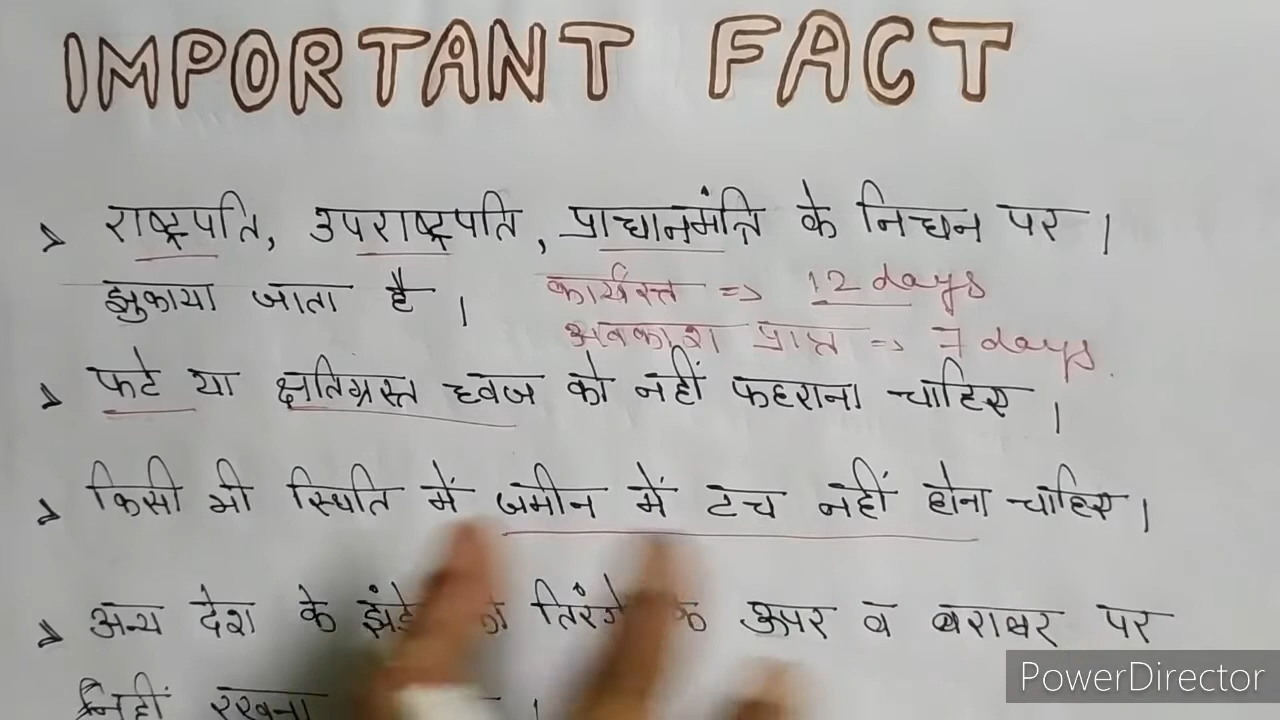 IMPORTANT FACT
राष्ट्रपति, उपराष्ट्रपति, प्राधानमंत्रि के निधन पर।
झुकाया जाता है।
कार्यरत => 12 days
अवकाश प्राप्त => 7 days.
फटे या क्षतिग्रस्त ध्वज को नहीं फहराना चाहिए।
किसी भी स्थिति में जमीन में टच नहीं होना चाहिए।
अन्य देश के तिरंगे ऊपर व बराबर पर
नहीं रखना ।
PowerDirector